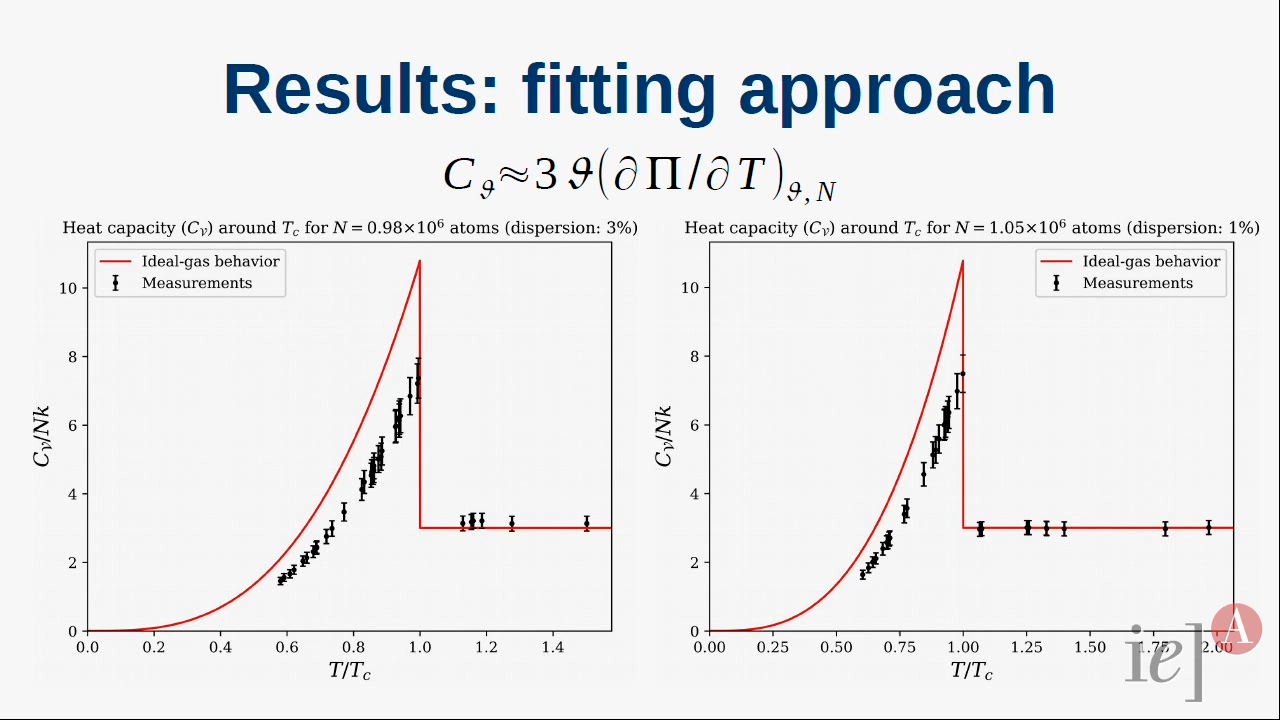 Results: fitting approach
C_ϑ≈3 ϑ(∂Π/∂T)_ϑ,N
Heat capacity (C_𝒱) around T_c for N = 0.98×10⁶ atoms (dispersion: 3%)
Ideal-gas behavior
Measurements
C_𝒱/Nk
10
8
6
4
2
0
0.0 0.2 0.4 0.6 0.8 1.0 1.2 1.4
T/T_c
Heat capacity (C_𝒱) around T_c for N = 1.05×10⁶ atoms (dispersion: 1%)
Ideal-gas behavior
Measurements
C_𝒱/Nk
10
8
6
4
2
0
0.00 0.25 0.50 0.75 1.00 1.25 1.50 1.75 2.00
T/T_c
ie]
A